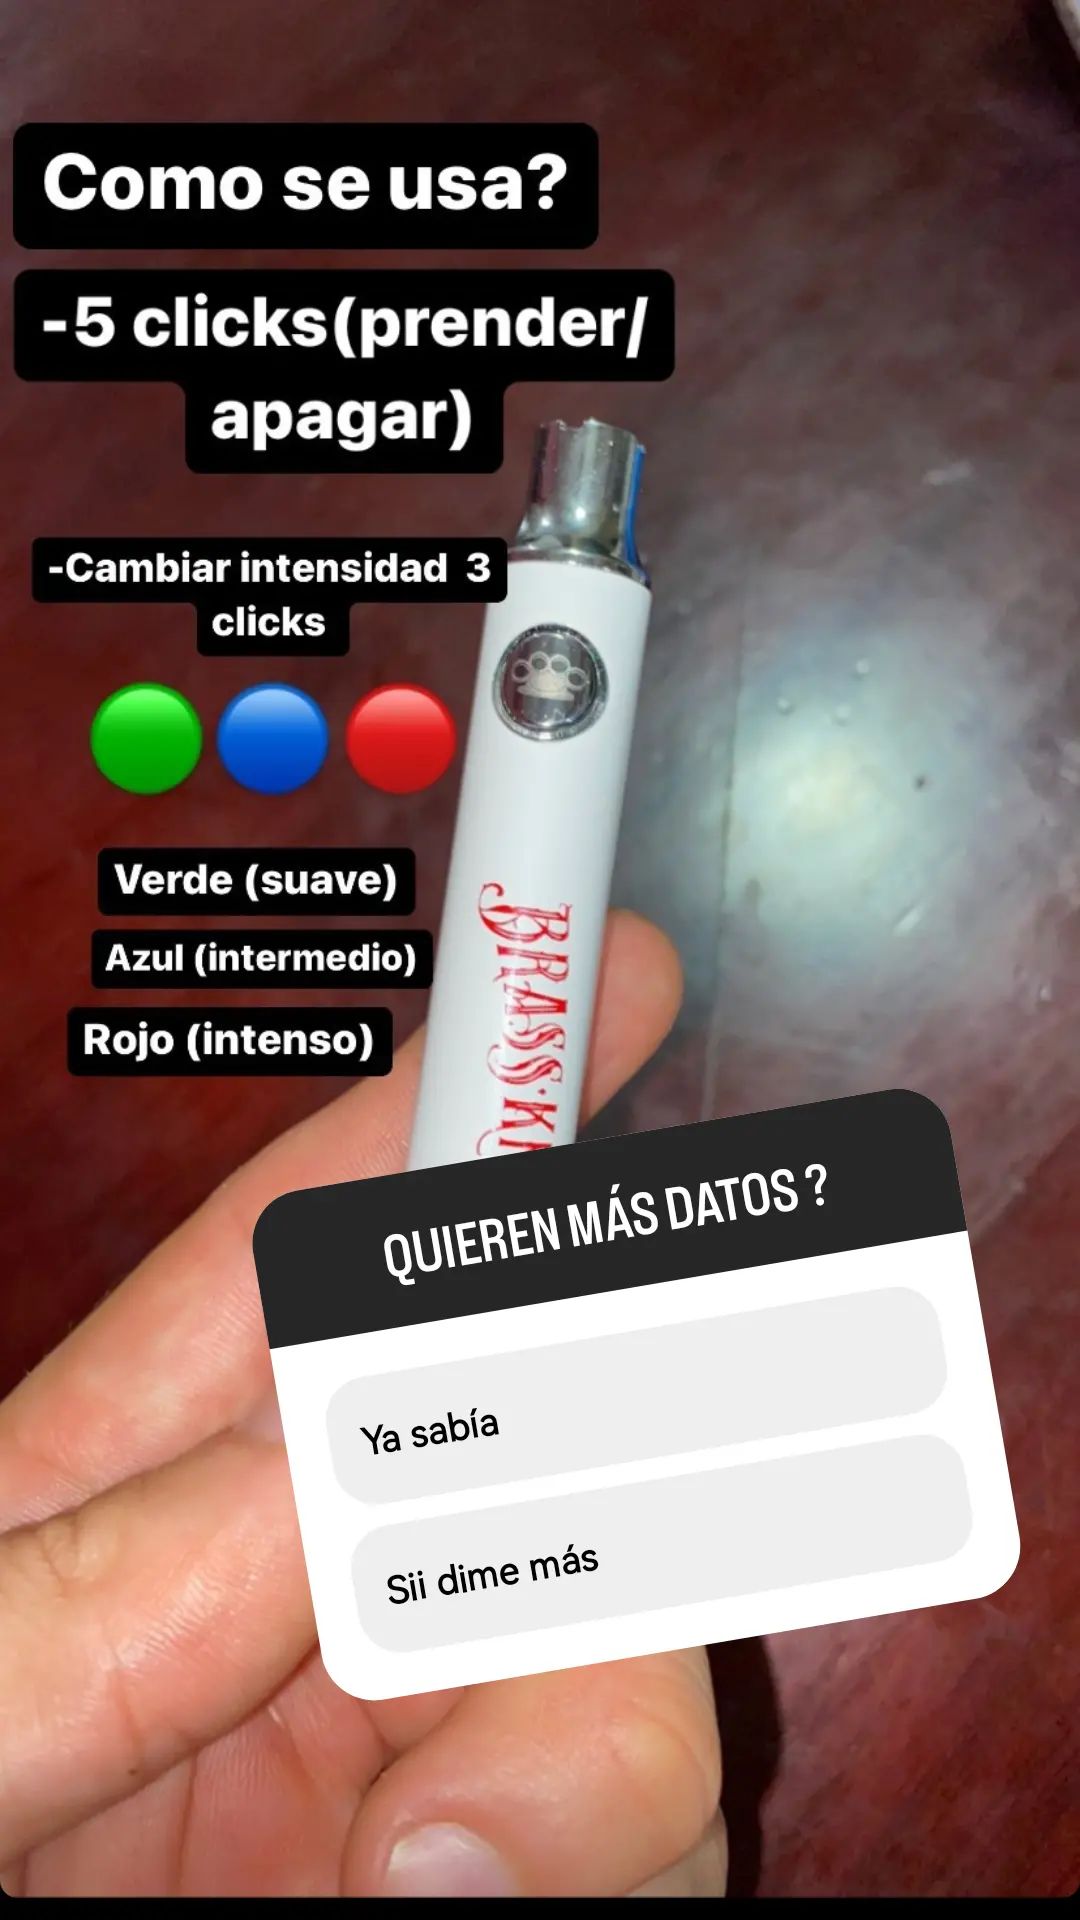 Como se usa?
-5 clicks(prender/
apagar)
-Cambiar intensidad 3
clicks
Verde (suave)
Azul (intermedio)
Rojo (intenso)
BRASS·K
QUIEREN MÁS DATOS ?
Ya sabía
Sii dime más